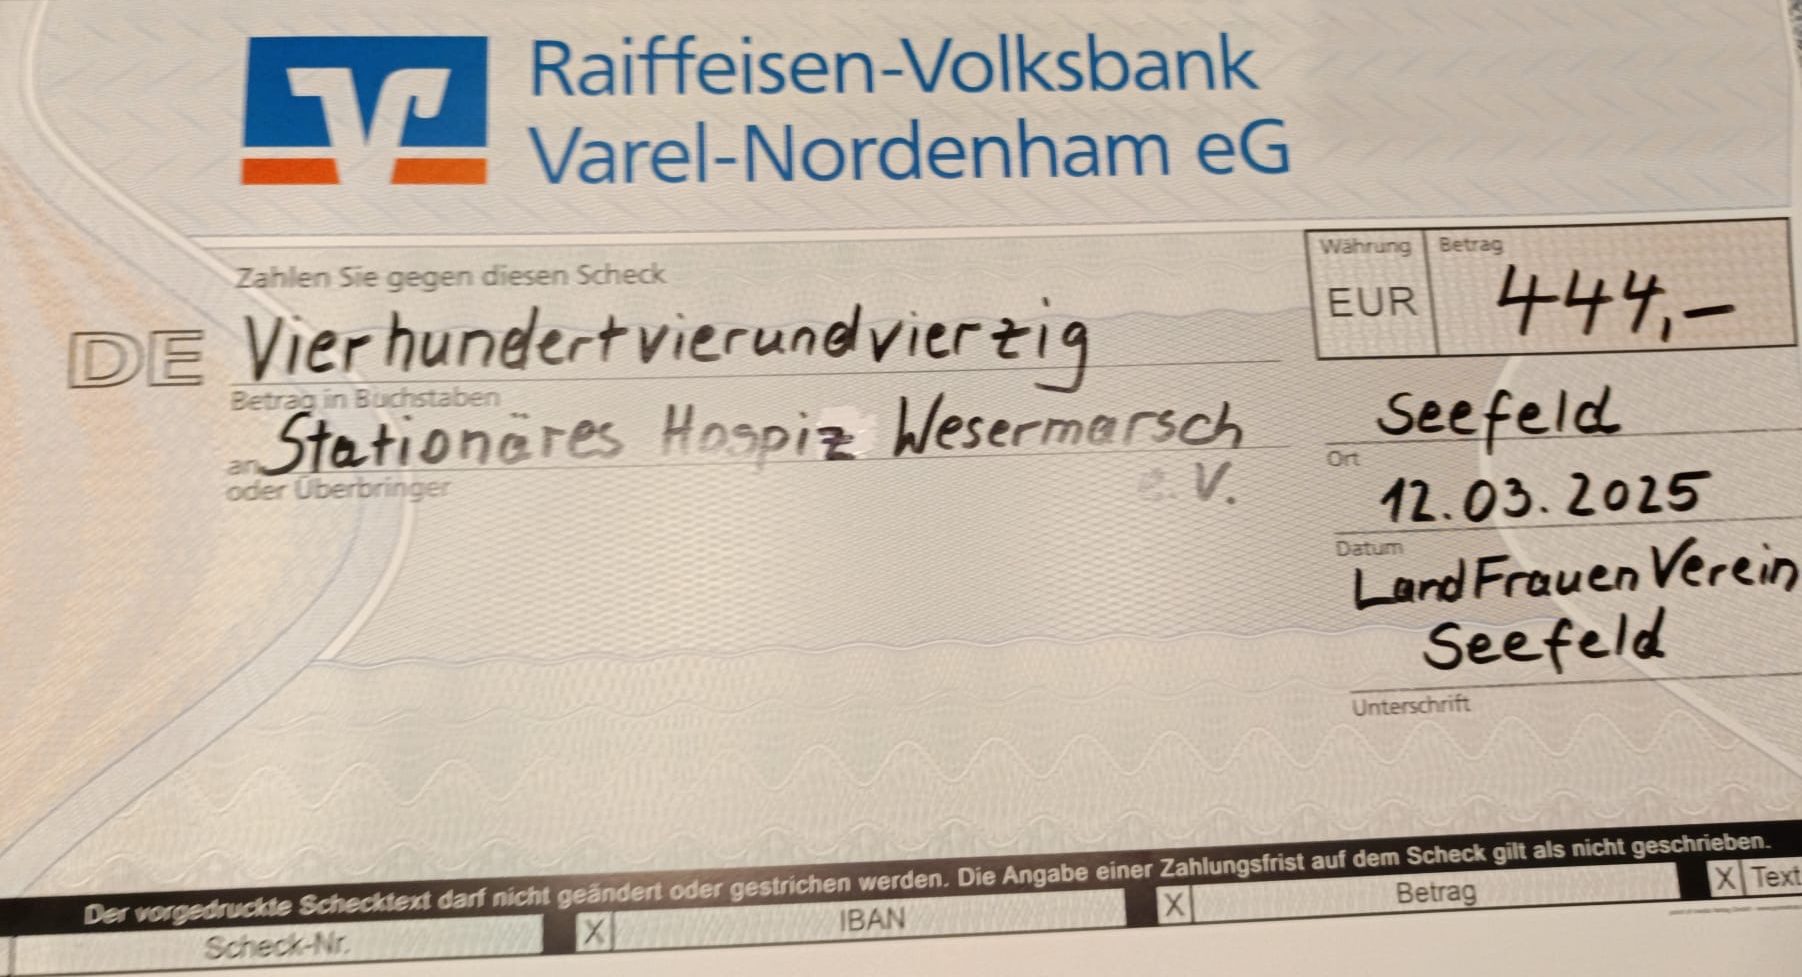 Raiffeisen-Volksbank
Varel-Nordenham eG
Zahlen Sie gegen diesen Scheck
Währung
Betrag
DE
Vierhundertvierundvierzig
EUR
444,-
Betrag in Buchstaben
an Stationäres Hospiz Wesermarsch
e.V.
oder Überbringer
Seefeld
Ort
12.03.2025
Datum
LandFrauenVerein
Seefeld
Unterschrift
Der vorgedruckte Schecktext darf nicht geändert oder gestrichen werden. Die Angabe einer Zahlungsfrist auf dem Scheck gilt als nicht geschrieben.
Scheck-Nr.
X
IBAN
X
Betrag
X
Text